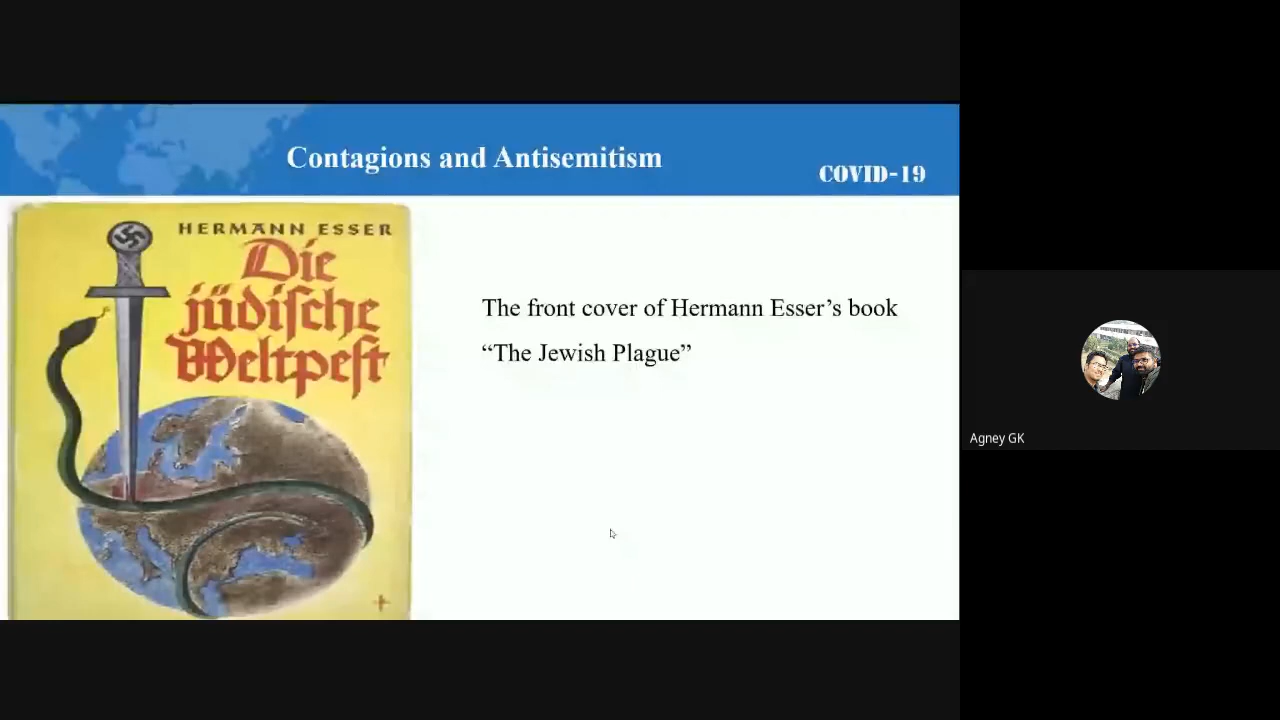 Contagions and Antisemitism
COVID-19
HERMANN ESSER
Die
jüdiſche
Weltpeſt
The front cover of Hermann Esser’s book
“The Jewish Plague”
Agney GK